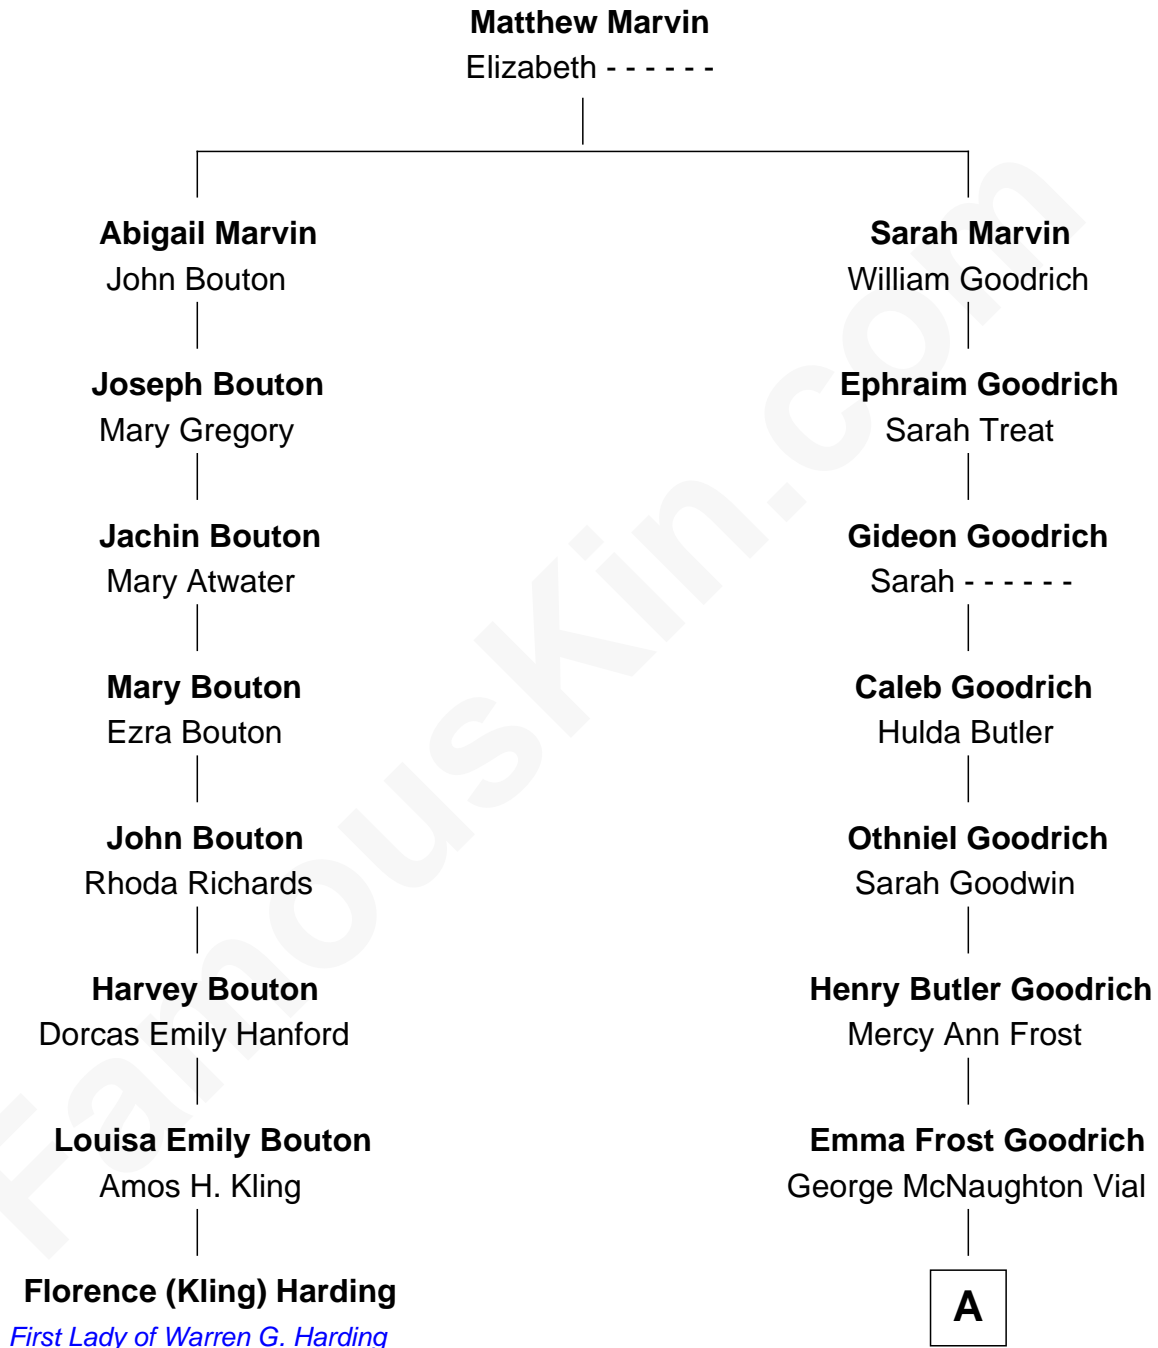 Matthew Marvin
Elizabeth - - - - - -
Abigail Marvin
John Bouton
Sarah Marvin
William Goodrich
Joseph Bouton
Mary Gregory
Ephraim Goodrich
Sarah Treat
Jachin Bouton
Mary Atwater
Gideon Goodrich
Sarah - - - - - -
Mary Bouton
Ezra Bouton
Caleb Goodrich
Hulda Butler
John Bouton
Rhoda Richards
Othniel Goodrich
Sarah Goodwin
Harvey Bouton
Dorcas Emily Hanford
Henry Butler Goodrich
Mercy Ann Frost
Louisa Emily Bouton
Amos H. Kling
Emma Frost Goodrich
George McNaughton Vial
Florence (Kling) Harding
First Lady of Warren G. Harding
A
FamousKin.com